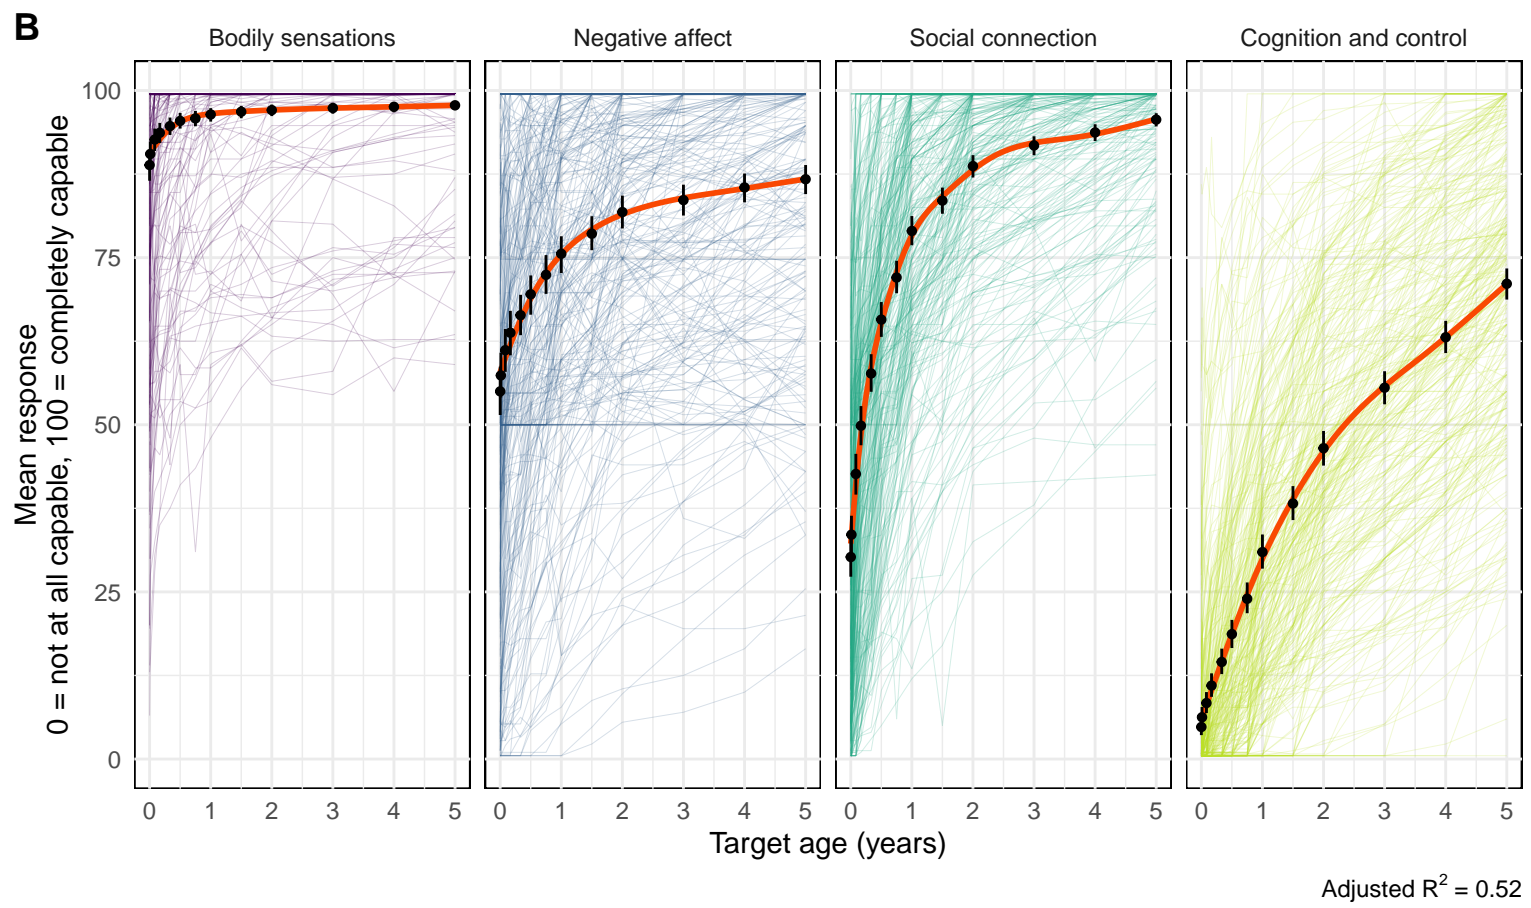 B
Bodily sensations Negative affect Social connection Cognition and control
Mean response
0 = not at all capable, 100 = completely capable
100
75
50
25
0
0 1 2 3 4 5 0 1 2 3 4 5 0 1 2 3 4 5 0 1 2 3 4 5
Target age (years)
Adjusted R² = 0.52